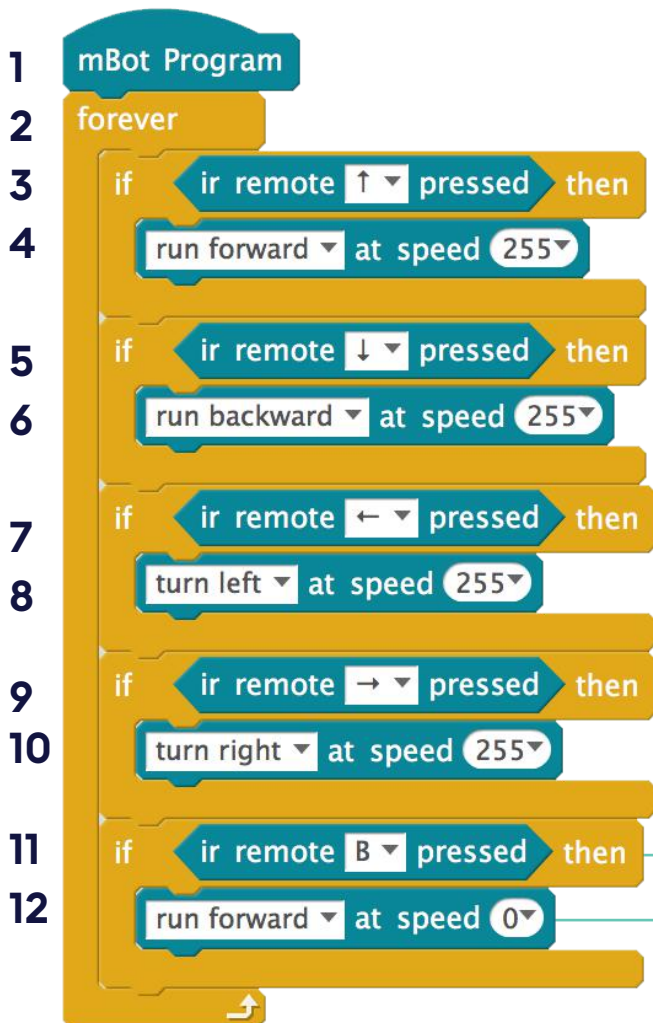 1 mBot Program
2 forever
3 if ir remote ↑ pressed then
4 run forward at speed 255
5 if ir remote ↓ pressed then
6 run backward at speed 255
7 if ir remote ← pressed then
8 turn left at speed 255
9 if ir remote → pressed then
10 turn right at speed 255
11 if ir remote B pressed then
12 run forward at speed 0